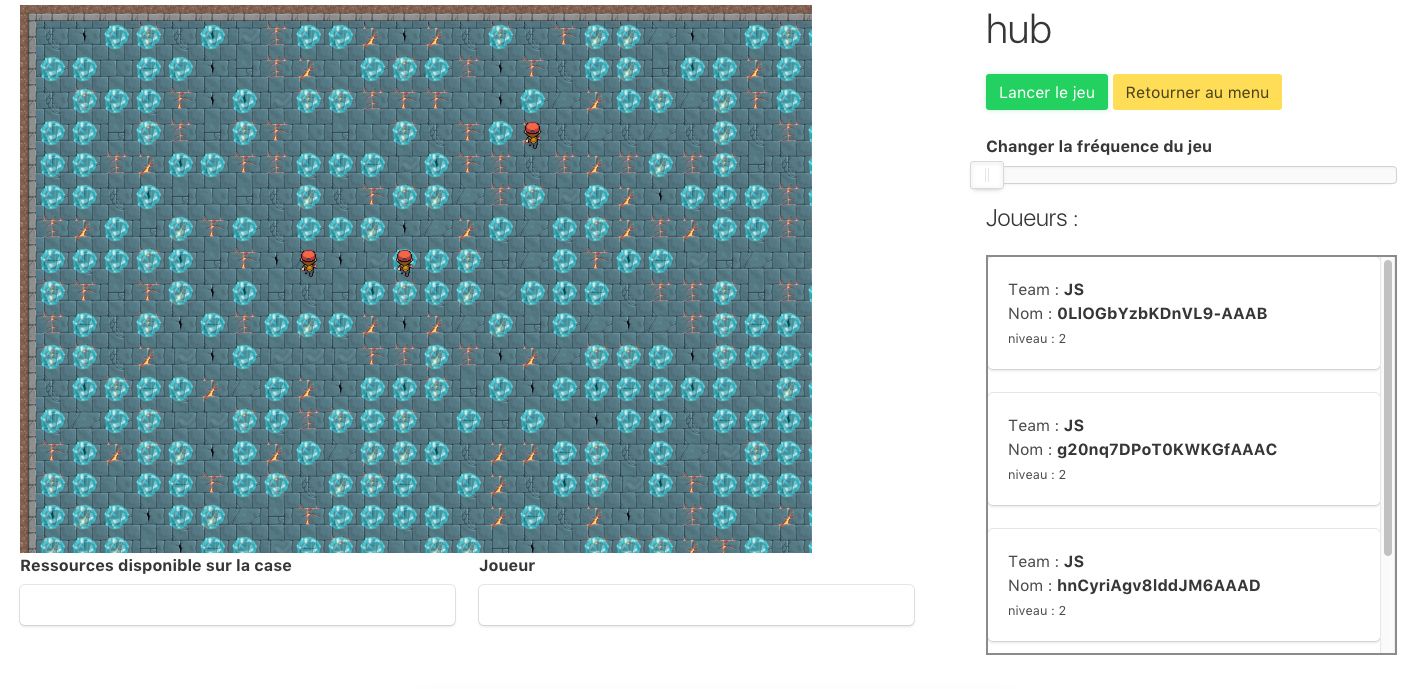 hub
Lancer le jeu
Retourner au menu
Changer la fréquence du jeu
Joueurs :
Team : JS
Nom : 0LlOGbYzbKDnVL9-AAAB
niveau : 2
Team : JS
Nom : g20nq7DPoT0KWKGfAAAC
niveau : 2
Team : JS
Nom : hnCyriAgv8lddJM6AAAD
niveau : 2
Ressources disponible sur la case
Joueur